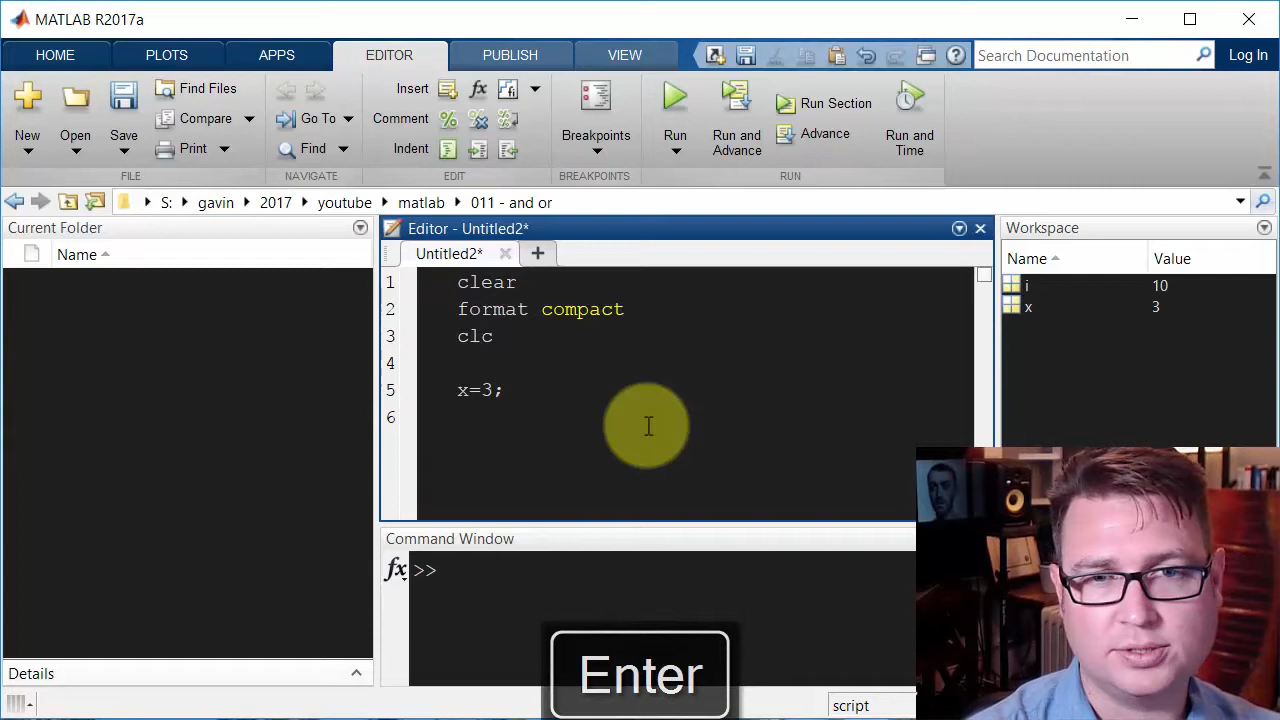 MATLAB R2017a
HOME PLOTS APPS EDITOR PUBLISH VIEW Search Documentation Log In
New Open Save Find Files Compare Print
Go To Find
Insert fx
Comment
Indent
Breakpoints
Run Run and Advance Run Section Advance Run and Time
FILE NAVIGATE EDIT BREAKPOINTS RUN
S: gavin 2017 youtube matlab 011 - and or
Current Folder
Name
Editor - Untitled2*
Untitled2*
1 clear
2 format compact
3 clc
4
5 x=3;
6
Workspace
Name Value
i 10
x 3
Command Window
fx >>
Enter
Details
script